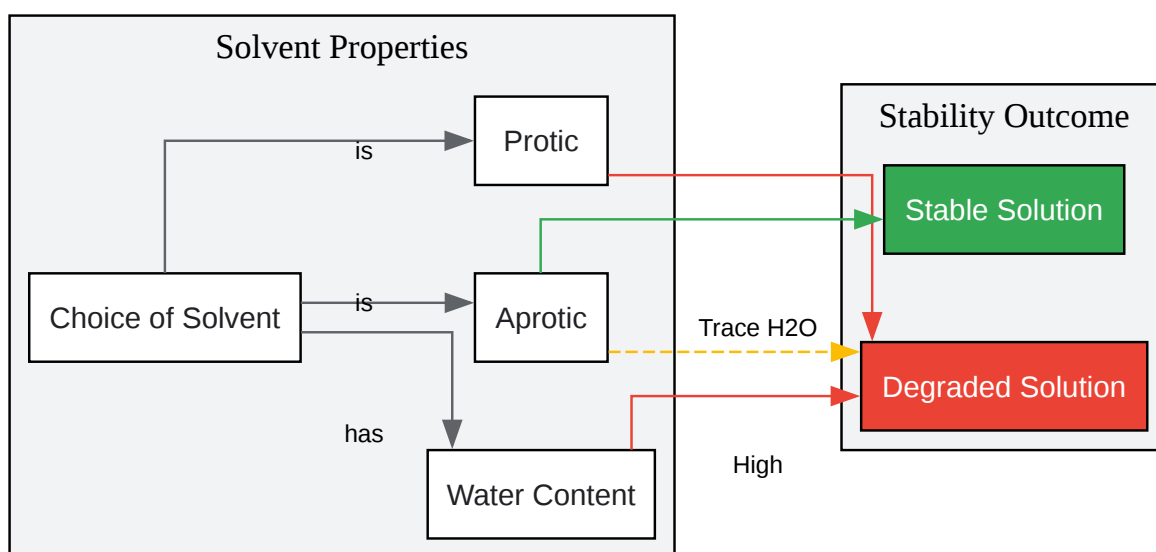 Solvent Properties
Stability Outcome
Protic
is
Stable Solution
Choice of Solvent
is
Aprotic
Trace H2O
Degraded Solution
has
High
Water Content